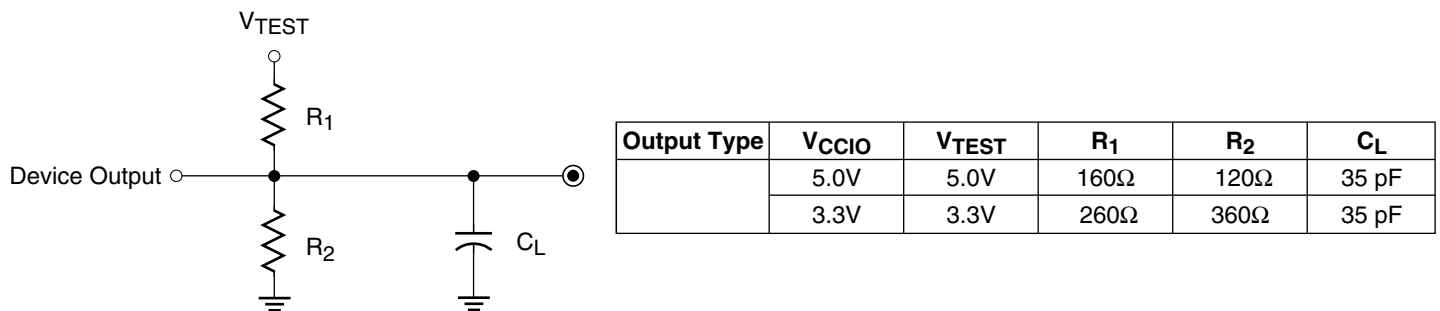 VTEST
R1
Device Output
R2
CL
Output Type VCCIO VTEST R1 R2 CL
5.0V 5.0V 160Ω 120Ω 35 pF
3.3V 3.3V 260Ω 360Ω 35 pF